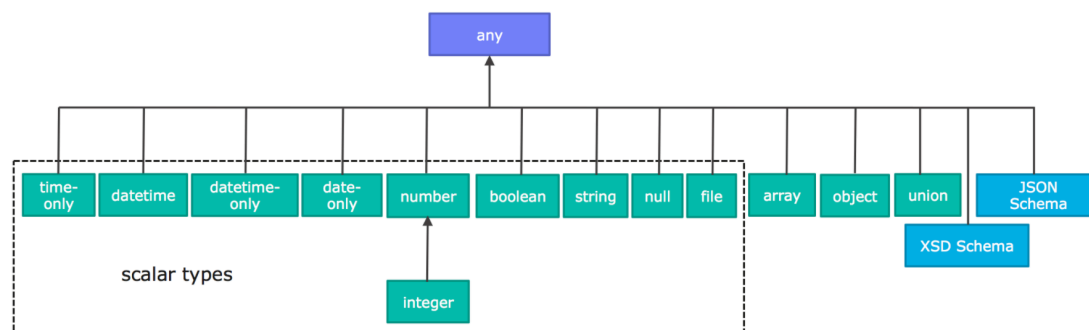 any
time-
only
datetime
datetime-
only
date-
only
number
boolean
string
null
file
array
object
union
JSON
Schema
XSD Schema
scalar types
integer